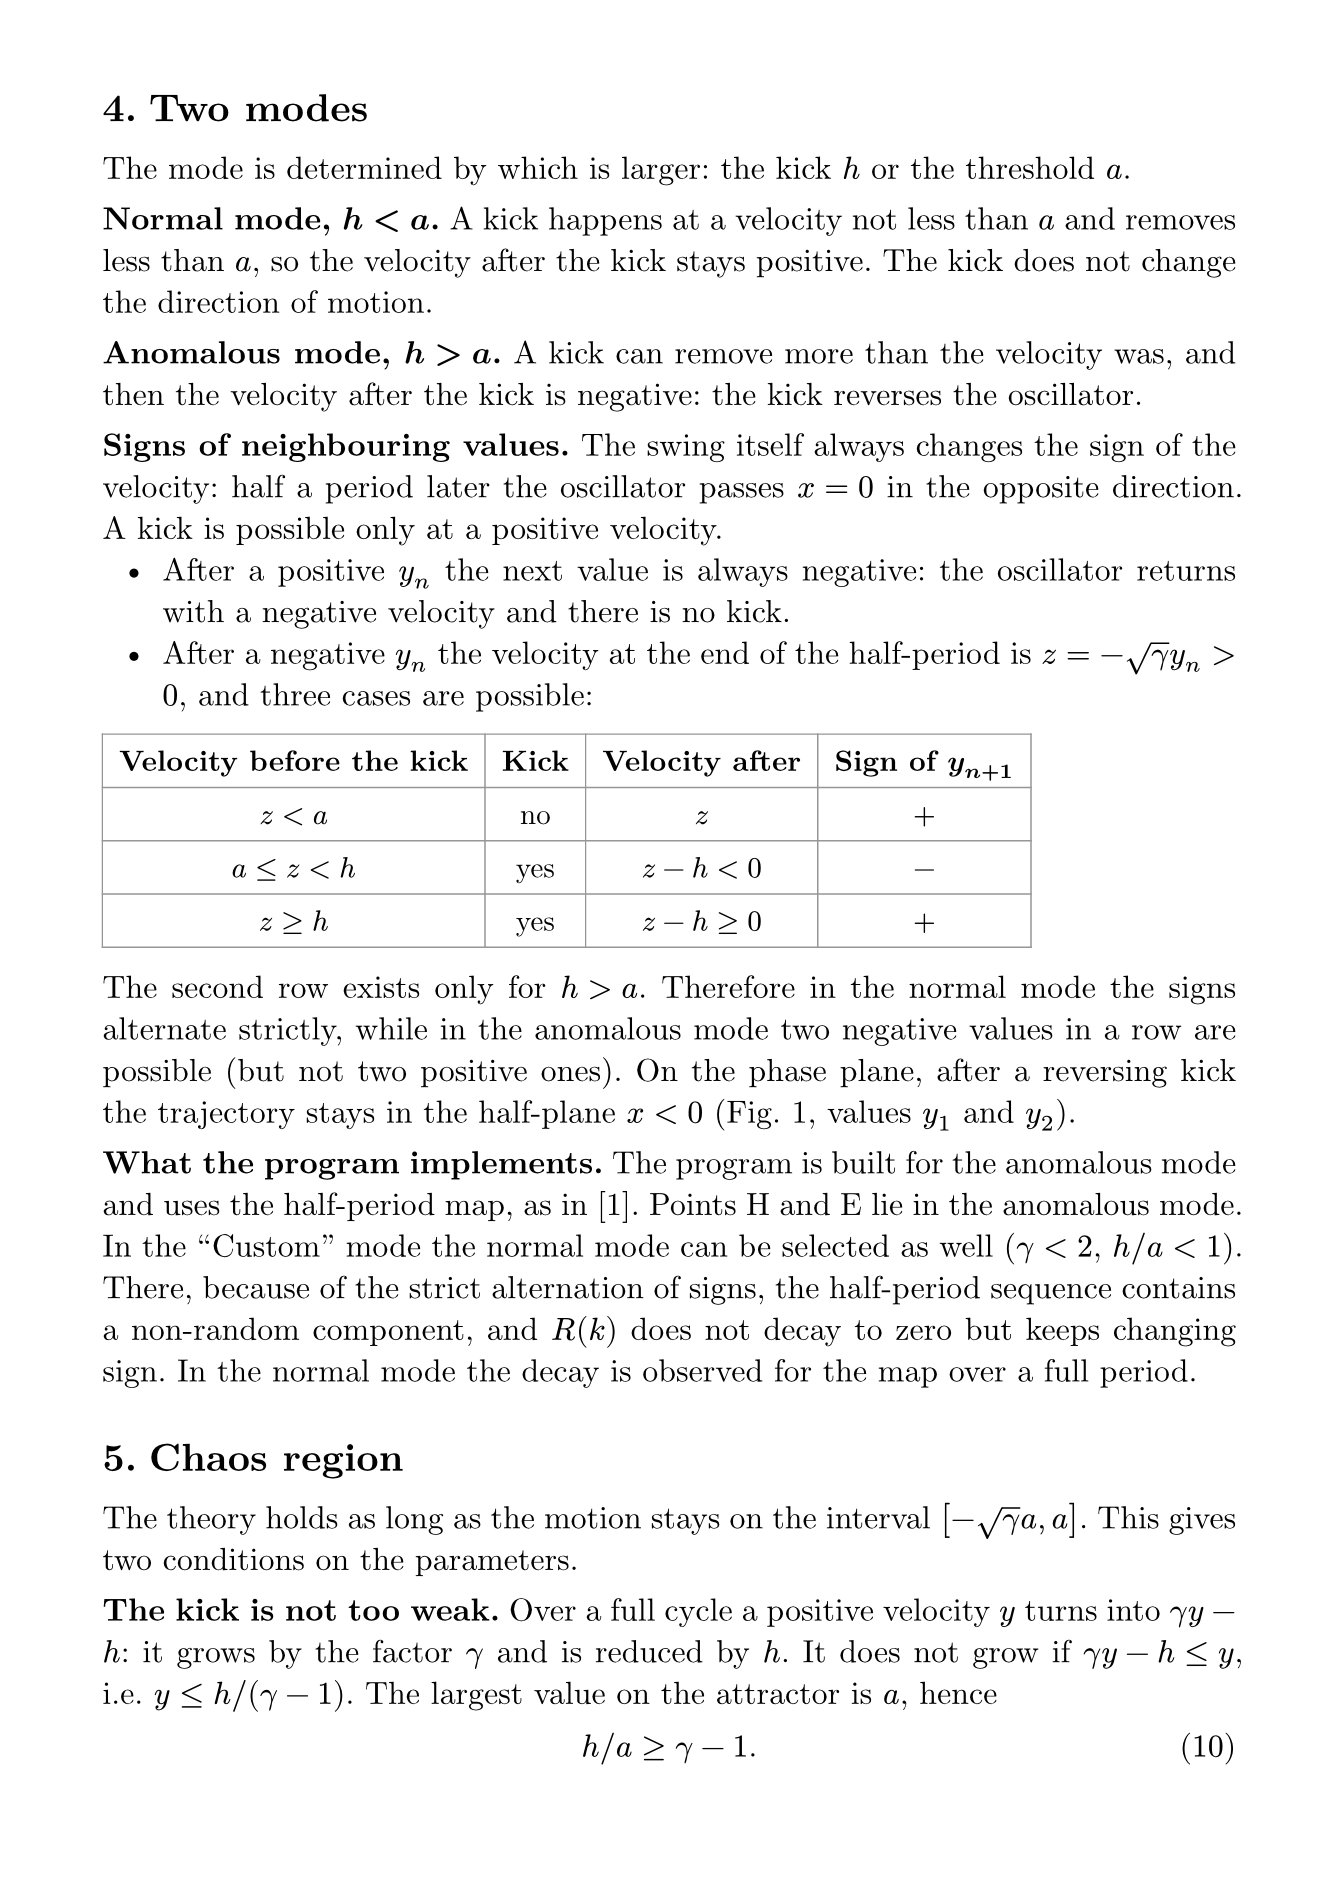 4. Two modes
The mode is determined by which is larger: the kick h or the threshold a.
Normal mode, h < a. A kick happens at a velocity not less than a and removes
less than a, so the velocity after the kick stays positive. The kick does not change
the direction of motion.
Anomalous mode, h > a. A kick can remove more than the velocity was, and
then the velocity after the kick is negative: the kick reverses the oscillator.
Signs of neighbouring values. The swing itself always changes the sign of the
velocity: half a period later the oscillator passes x = 0 in the opposite direction.
A kick is possible only at a positive velocity.
• After a positive yₙ the next value is always negative: the oscillator returns
with a negative velocity and there is no kick.
• After a negative yₙ the velocity at the end of the half-period is z = −√γyₙ >
0, and three cases are possible:
Velocity before the kick Kick Velocity after Sign of yₙ₊₁
z < a no z +
a ≤ z < h yes z − h < 0 −
z ≥ h yes z − h ≥ 0 +
The second row exists only for h > a. Therefore in the normal mode the signs
alternate strictly, while in the anomalous mode two negative values in a row are
possible (but not two positive ones). On the phase plane, after a reversing kick
the trajectory stays in the half-plane x < 0 (Fig. 1, values y₁ and y₂).
What the program implements. The program is built for the anomalous mode
and uses the half-period map, as in [1]. Points H and E lie in the anomalous mode.
In the “Custom” mode the normal mode can be selected as well (γ < 2, h/a < 1).
There, because of the strict alternation of signs, the half-period sequence contains
a non-random component, and R(k) does not decay to zero but keeps changing
sign. In the normal mode the decay is observed for the map over a full period.
5. Chaos region
The theory holds as long as the motion stays on the interval [−√γa, a]. This gives
two conditions on the parameters.
The kick is not too weak. Over a full cycle a positive velocity y turns into γy −
h: it grows by the factor γ and is reduced by h. It does not grow if γy − h ≤ y,
i.e. y ≤ h/(γ − 1). The largest value on the attractor is a, hence
h/a ≥ γ − 1. (10)